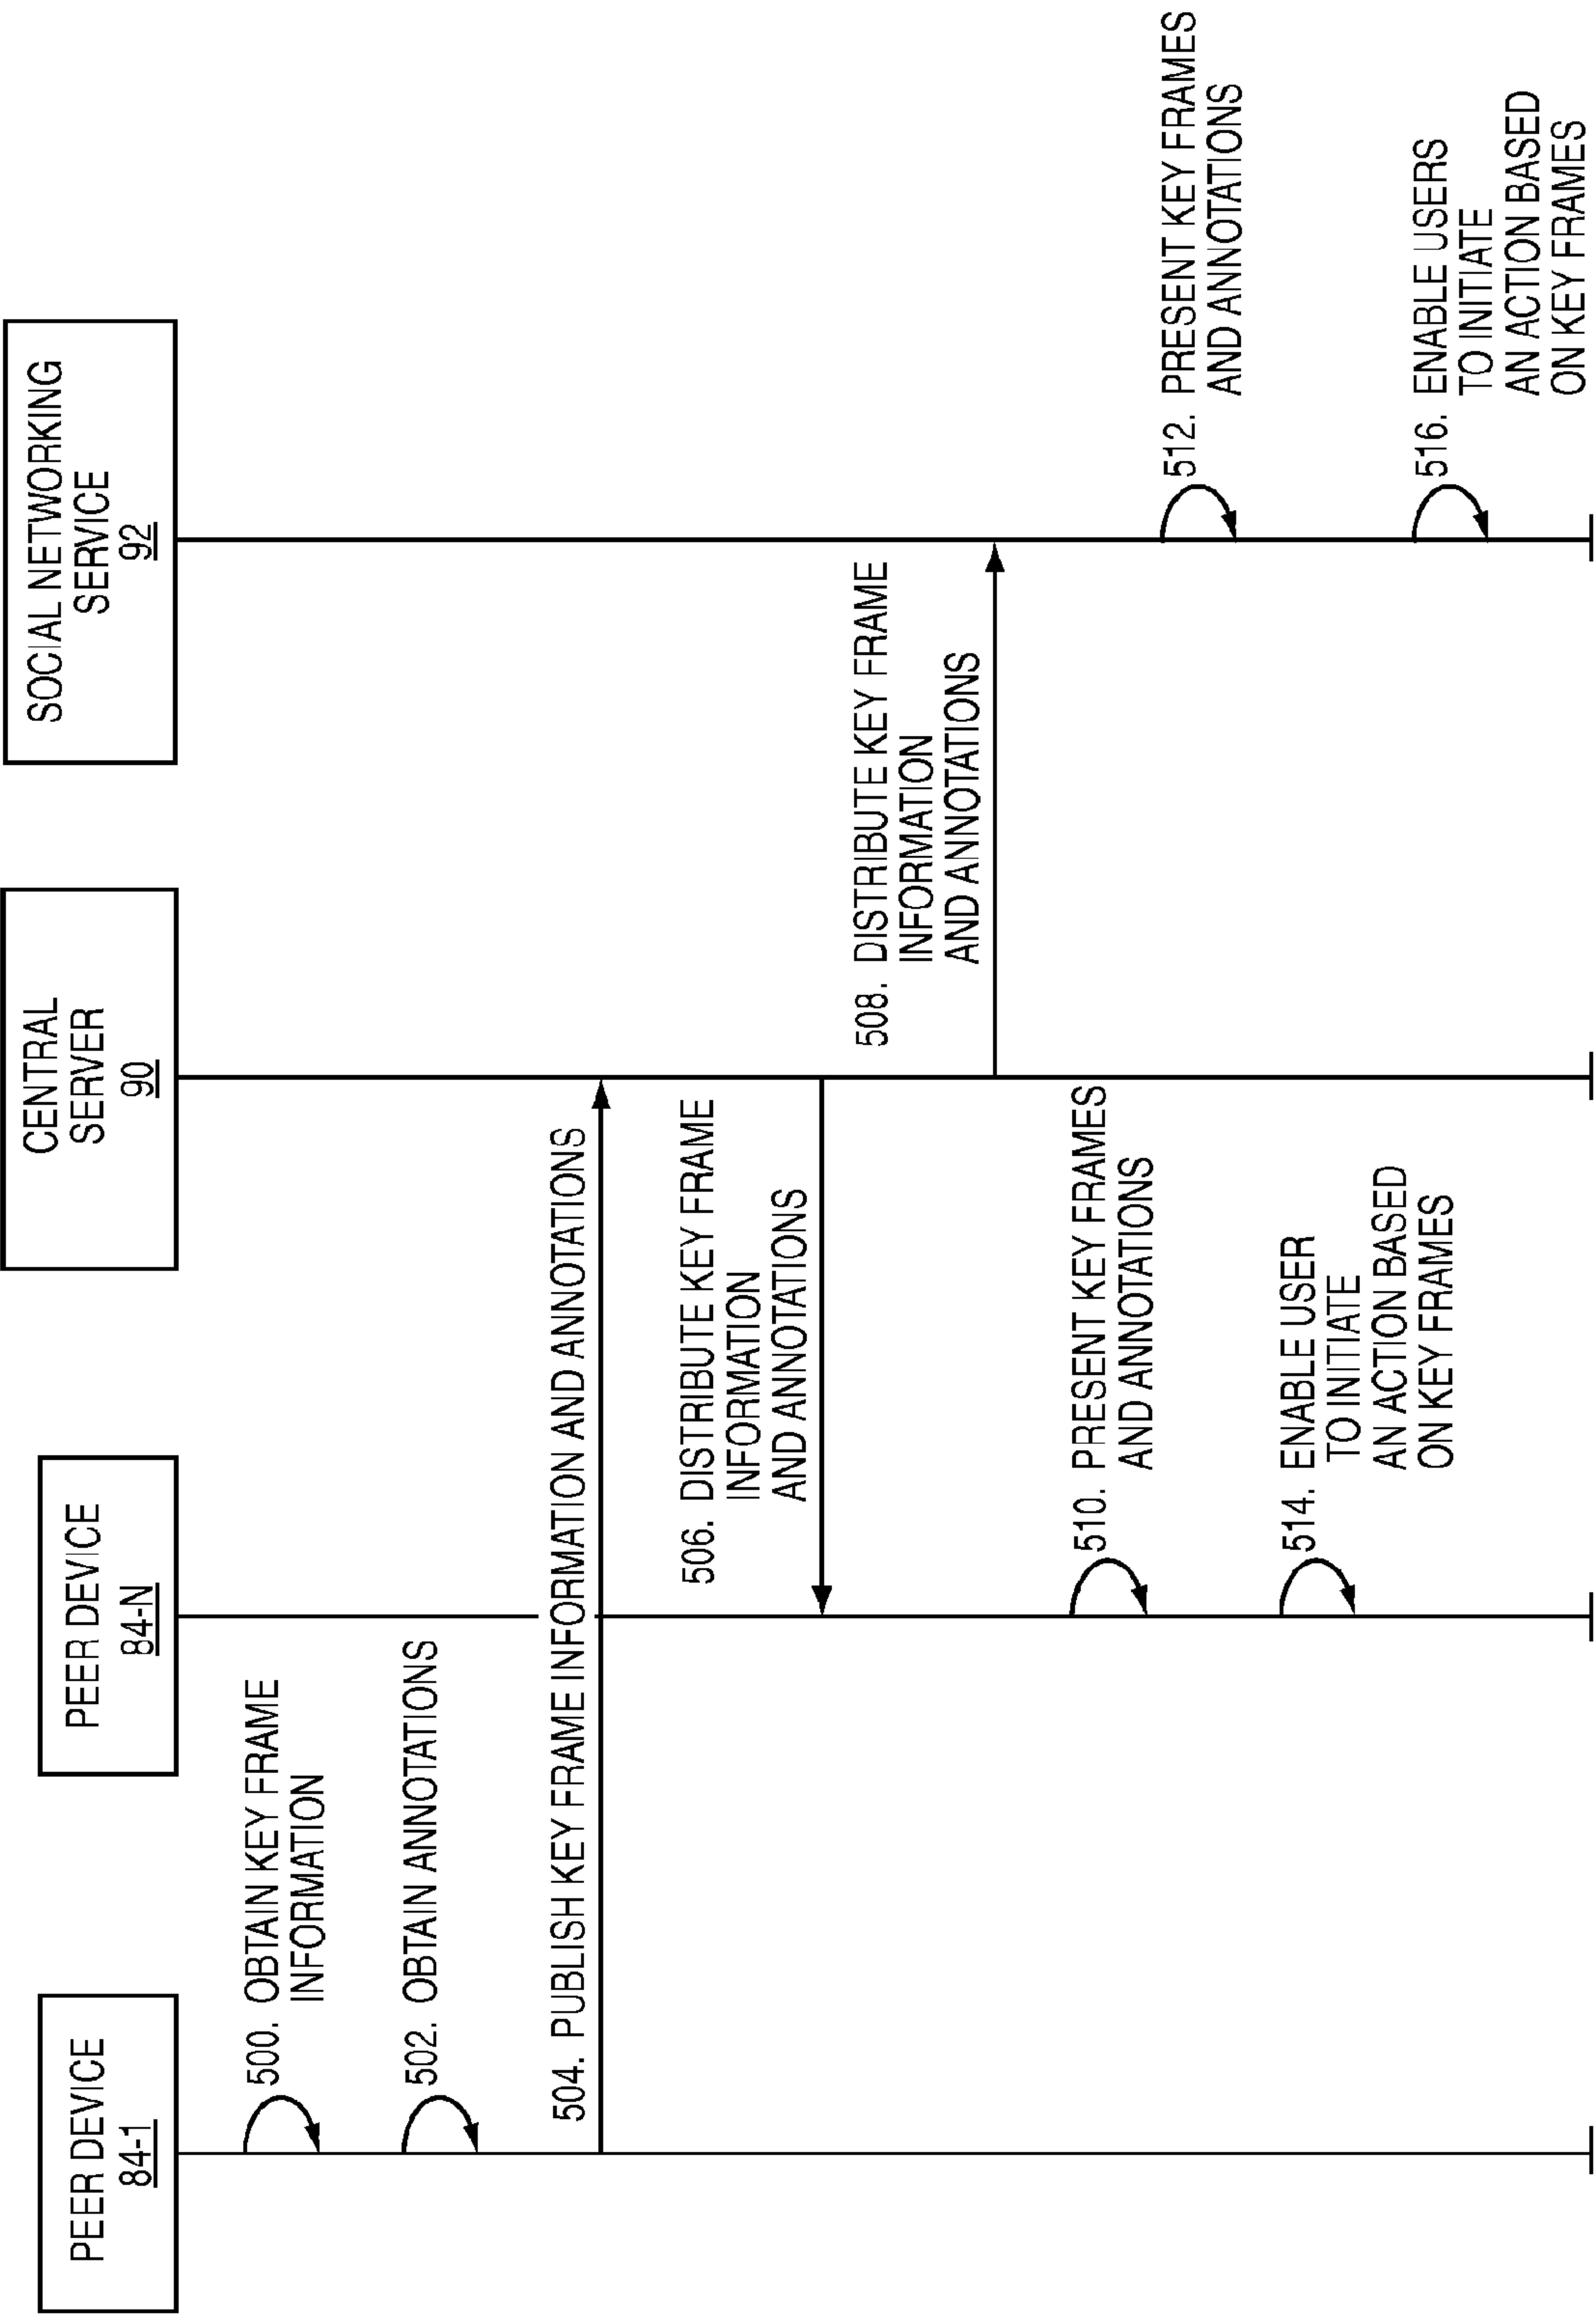 PEER DEVICE
84-1
PEER DEVICE
84-N
CENTRAL
SERVER
90
SOCIAL NETWORKING
SERVICE
92
500. OBTAIN KEY FRAME
INFORMATION
502. OBTAIN ANNOTATIONS
504. PUBLISH KEY FRAME INFORMATION AND ANNOTATIONS
506. DISTRIBUTE KEY FRAME
INFORMATION
AND ANNOTATIONS
508. DISTRIBUTE KEY FRAME
INFORMATION
AND ANNOTATIONS
510. PRESENT KEY FRAMES
AND ANNOTATIONS
512. PRESENT KEY FRAMES
AND ANNOTATIONS
514. ENABLE USER
TO INITIATE
AN ACTION BASED
ON KEY FRAMES
516. ENABLE USERS
TO INITIATE
AN ACTION BASED
ON KEY FRAMES